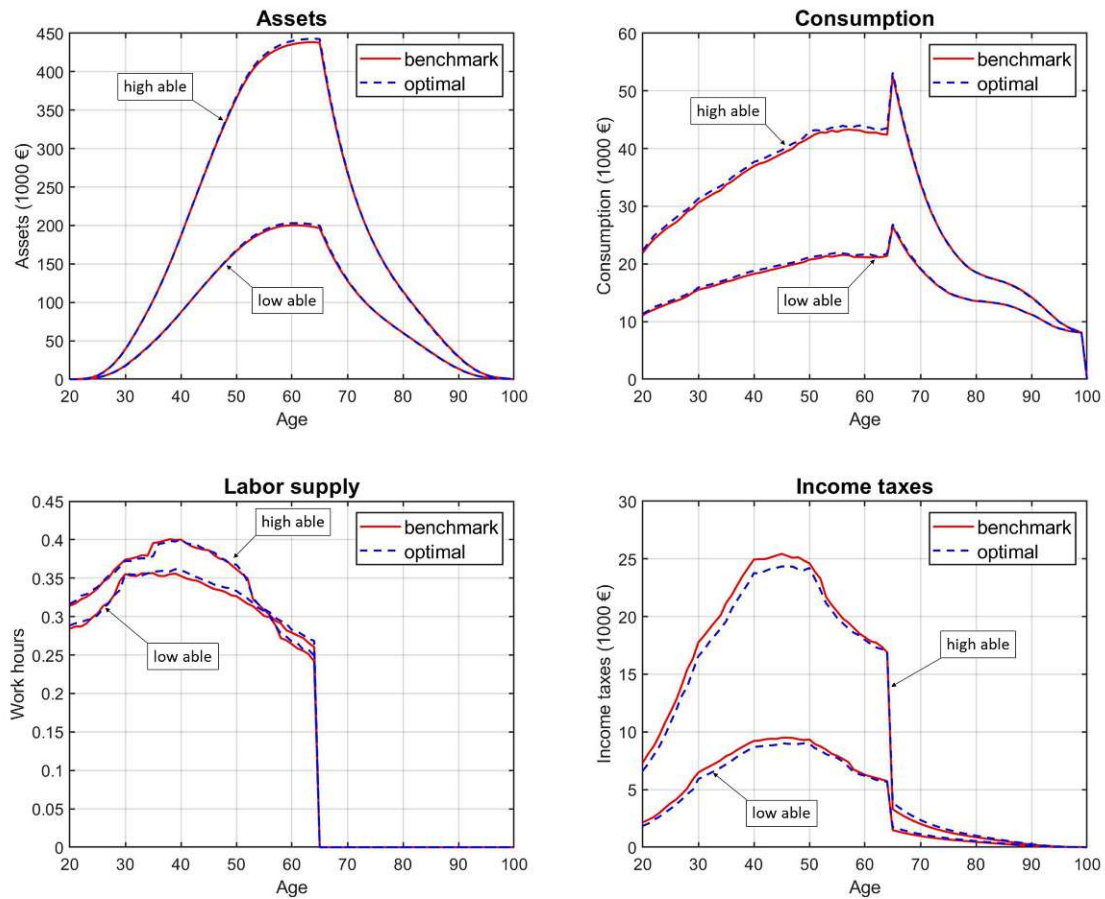 Assets
Assets (1000 €)
450
400
350
300
250
200
150
100
50
0
benchmark
optimal
high able
low able
20 30 40 50 60 70 80 90 100
Age
Consumption
Consumption (1000 €)
60
50
40
30
20
10
0
benchmark
optimal
high able
low able
20 30 40 50 60 70 80 90 100
Age
Labor supply
Work hours
0.45
0.4
0.35
0.3
0.25
0.2
0.15
0.1
0.05
0
benchmark
optimal
high able
low able
20 30 40 50 60 70 80 90 100
Age
Income taxes
Income taxes (1000 €)
30
25
20
15
10
5
0
benchmark
optimal
high able
low able
20 30 40 50 60 70 80 90 100
Age